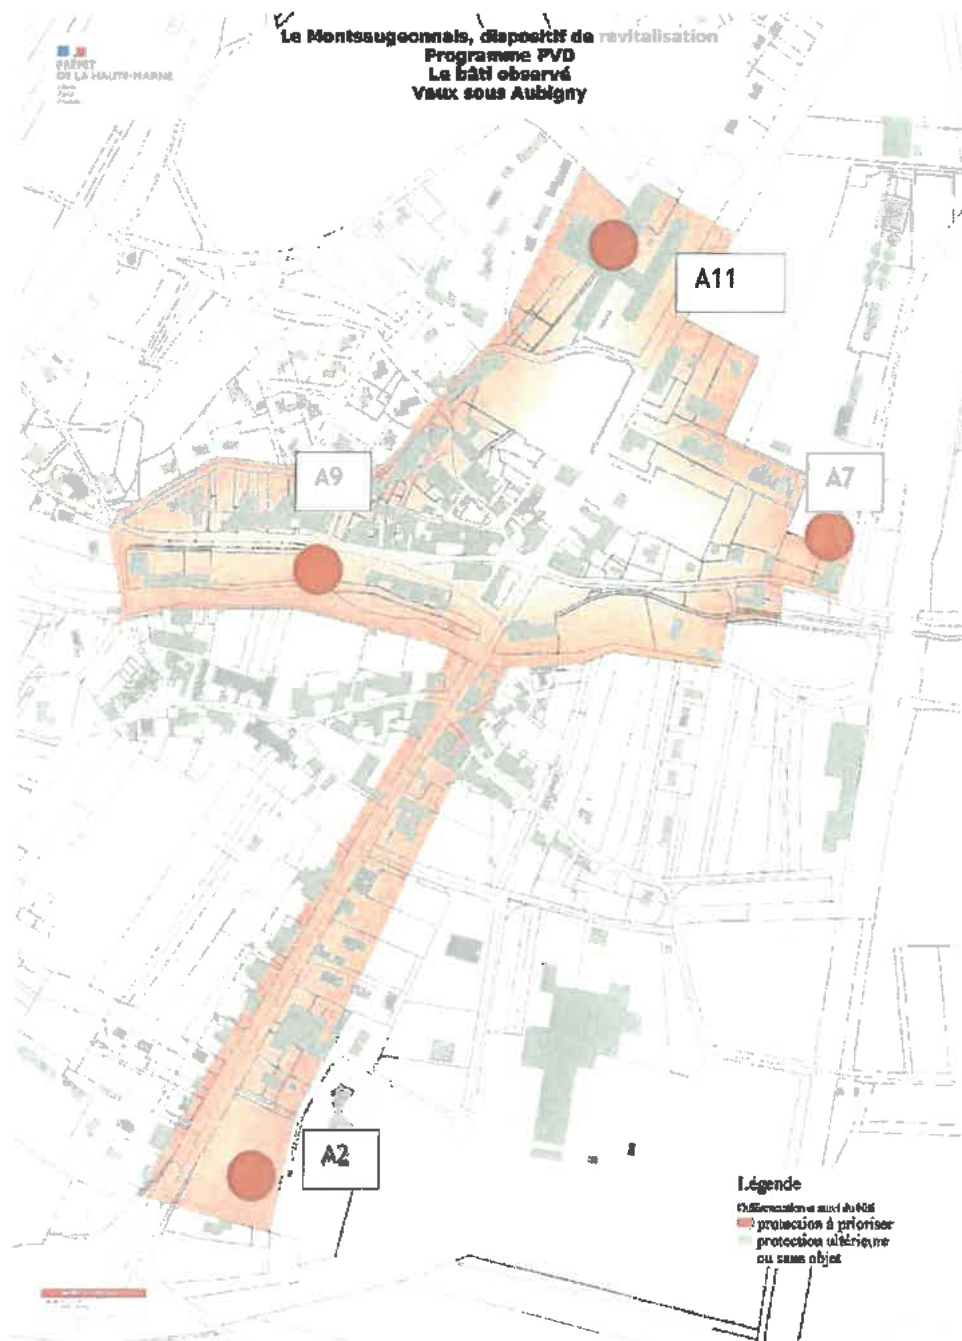 Le Montsaugeonnais, dispositif de revitalisation
Programme PVD
Le bâti observé
Vaux sous Aubigny
PRÉFET
DE LA HAUTE-MARNE
A11
A9
A7
A2
Légende
protection à prioriser
protection ultérieure
ou sans objet